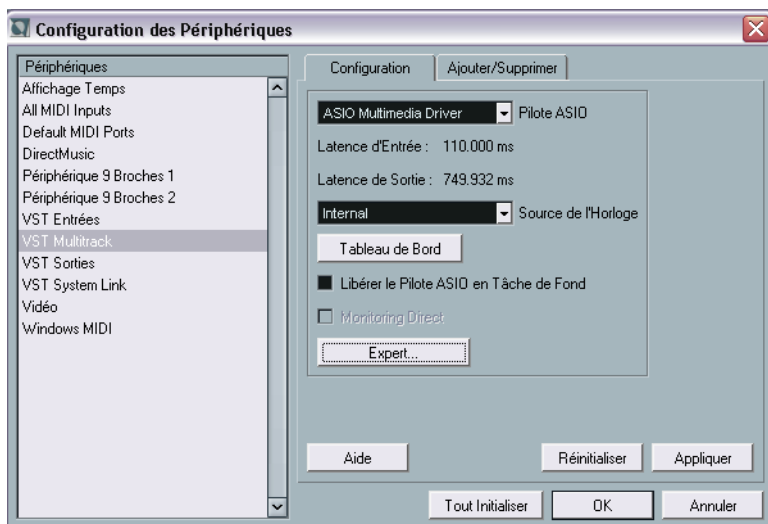 Configuration des Périphériques
Périphériques
Affichage Temps
All MIDI Inputs
Default MIDI Ports
DirectMusic
Périphérique 9 Broches 1
Périphérique 9 Broches 2
VST Entrées
VST Multitrack
VST Sorties
VST System Link
Vidéo
Windows MIDI
Configuration
Ajouter/Supprimer
ASIO Multimedia Driver Pilote ASIO
Latence d'Entrée : 110.000 ms
Latence de Sortie : 749.932 ms
Internal Source de l'Horloge
Tableau de Bord
Libérer le Pilote ASIO en Tâche de Fond
Monitoring Direct
Expert...
Aide
Réinitialiser
Appliquer
Tout Initialiser
OK
Annuler